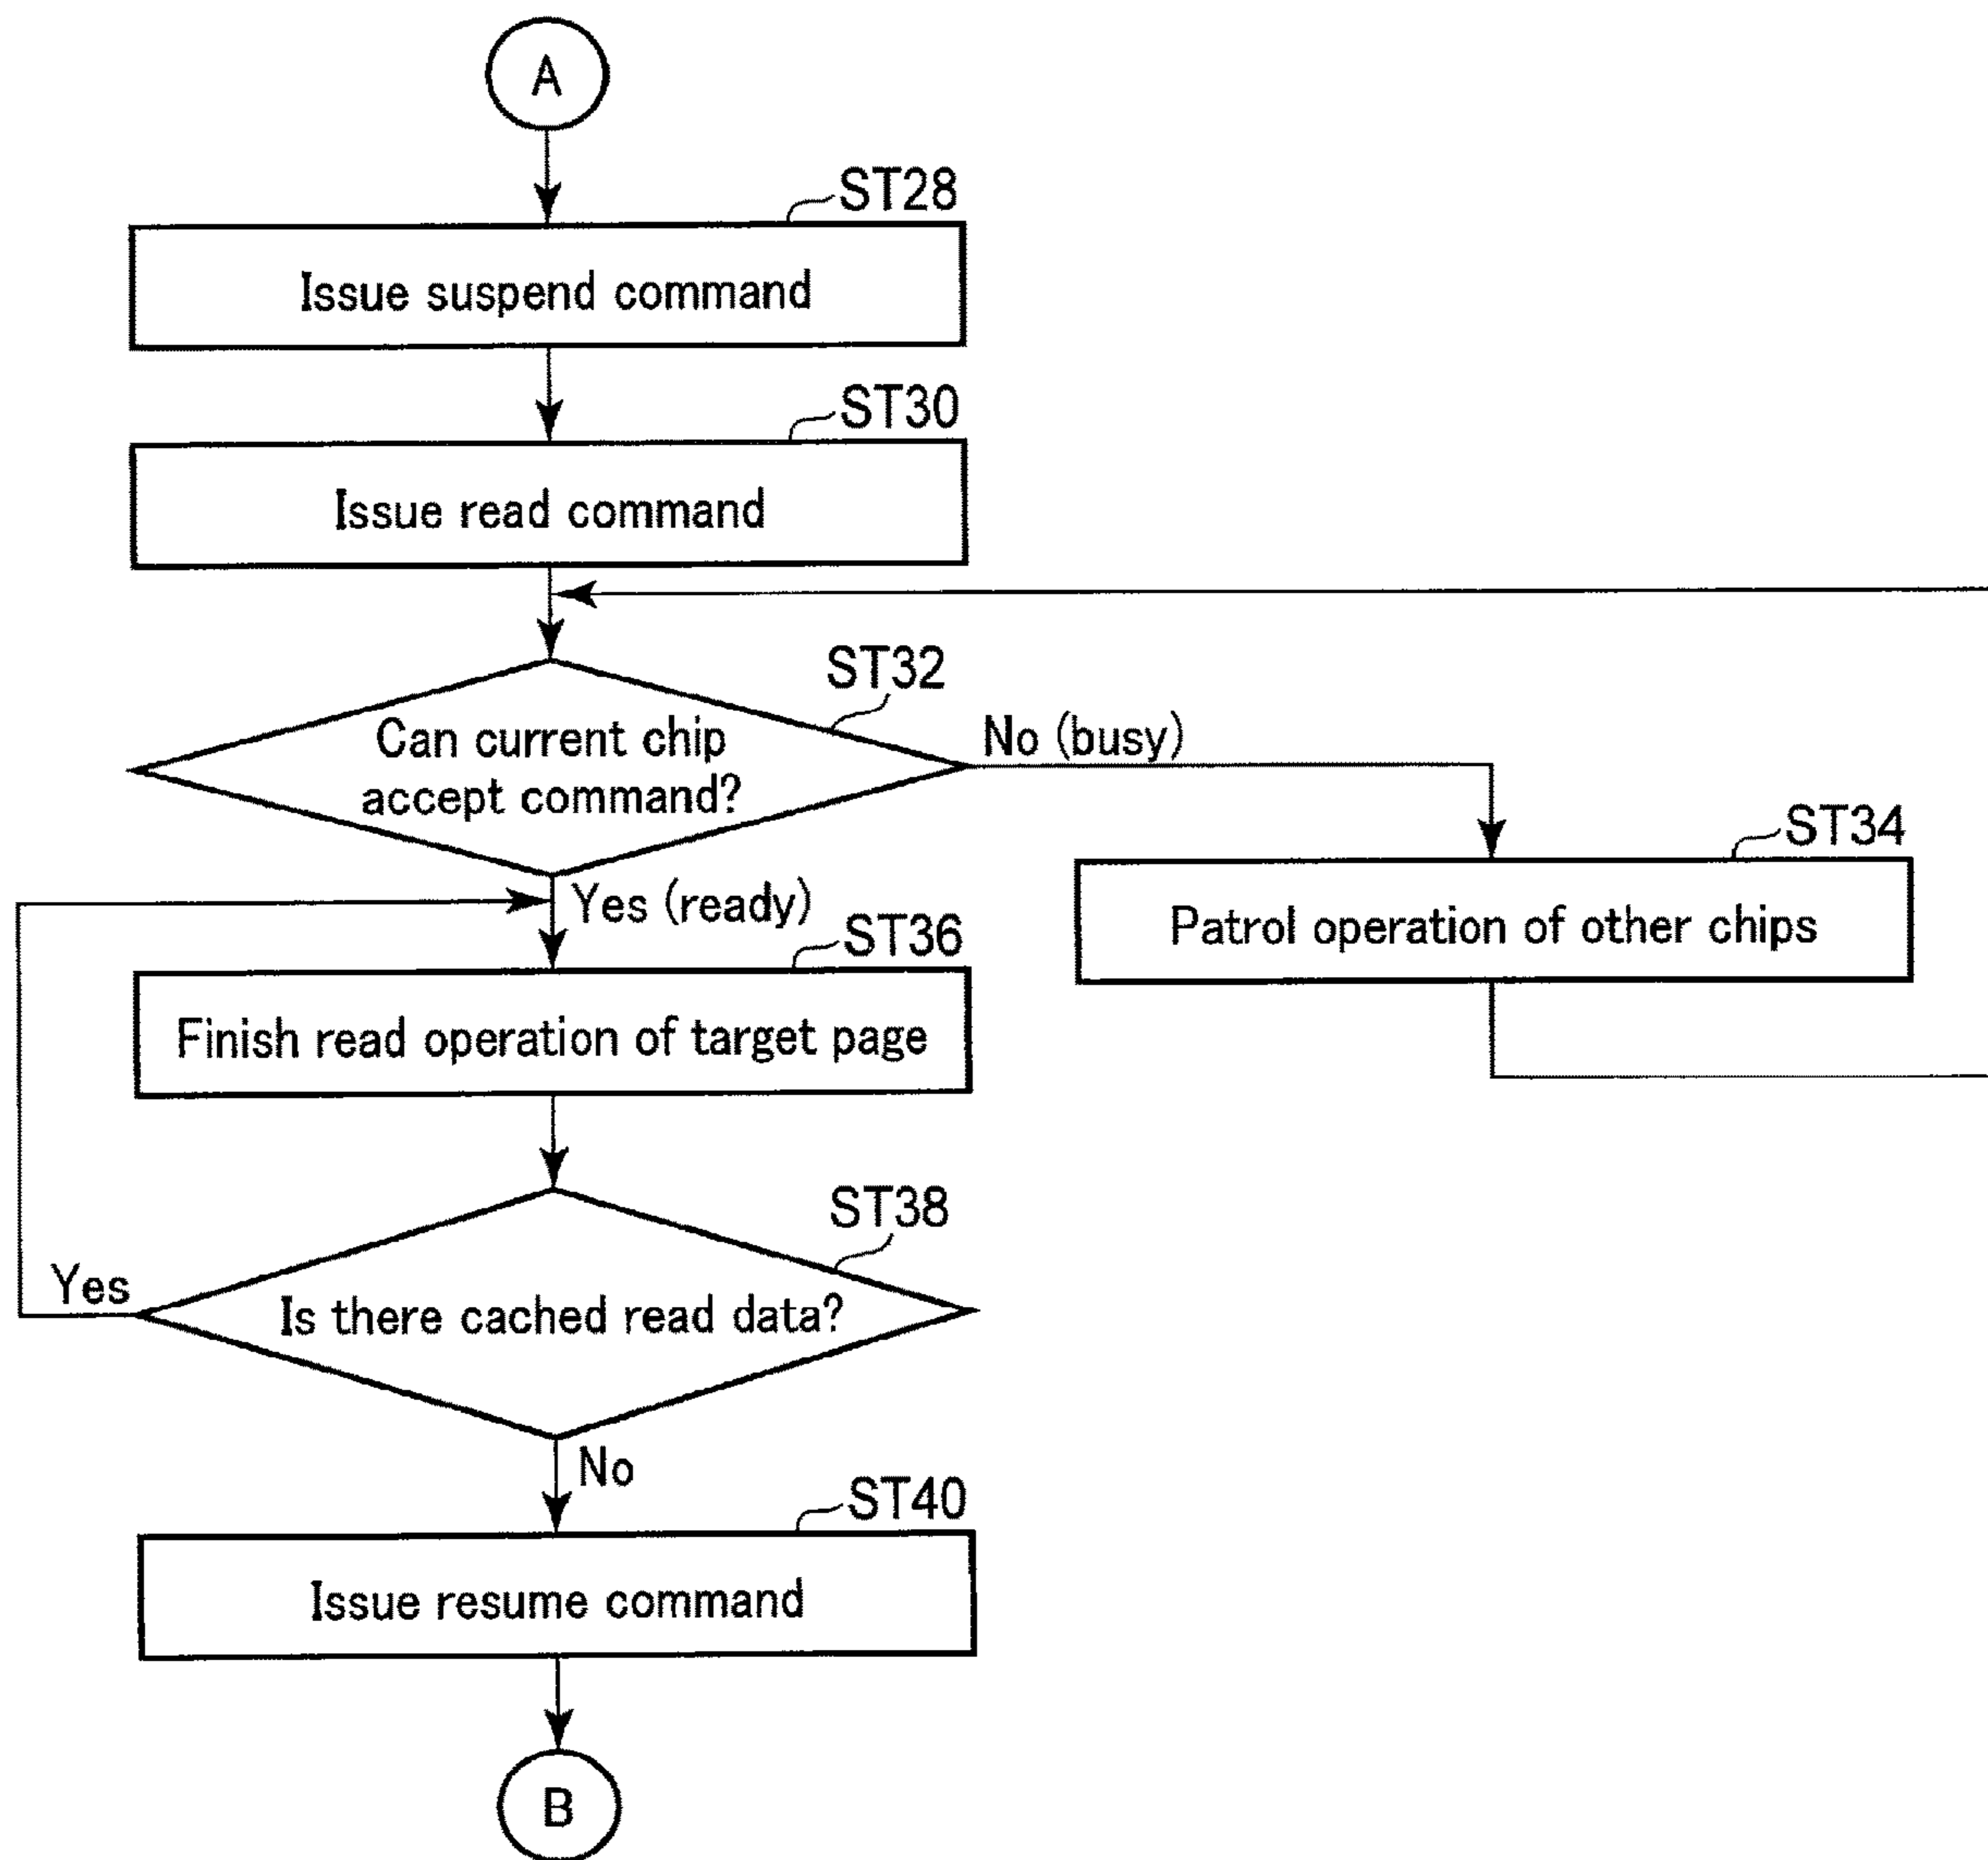 A
ST28
Issue suspend command
ST30
Issue read command
ST32
Can current chip
accept command?
No (busy)
ST34
Patrol operation of other chips
Yes (ready)
ST36
Finish read operation of target page
ST38
Yes
Is there cached read data?
No
ST40
Issue resume command
B